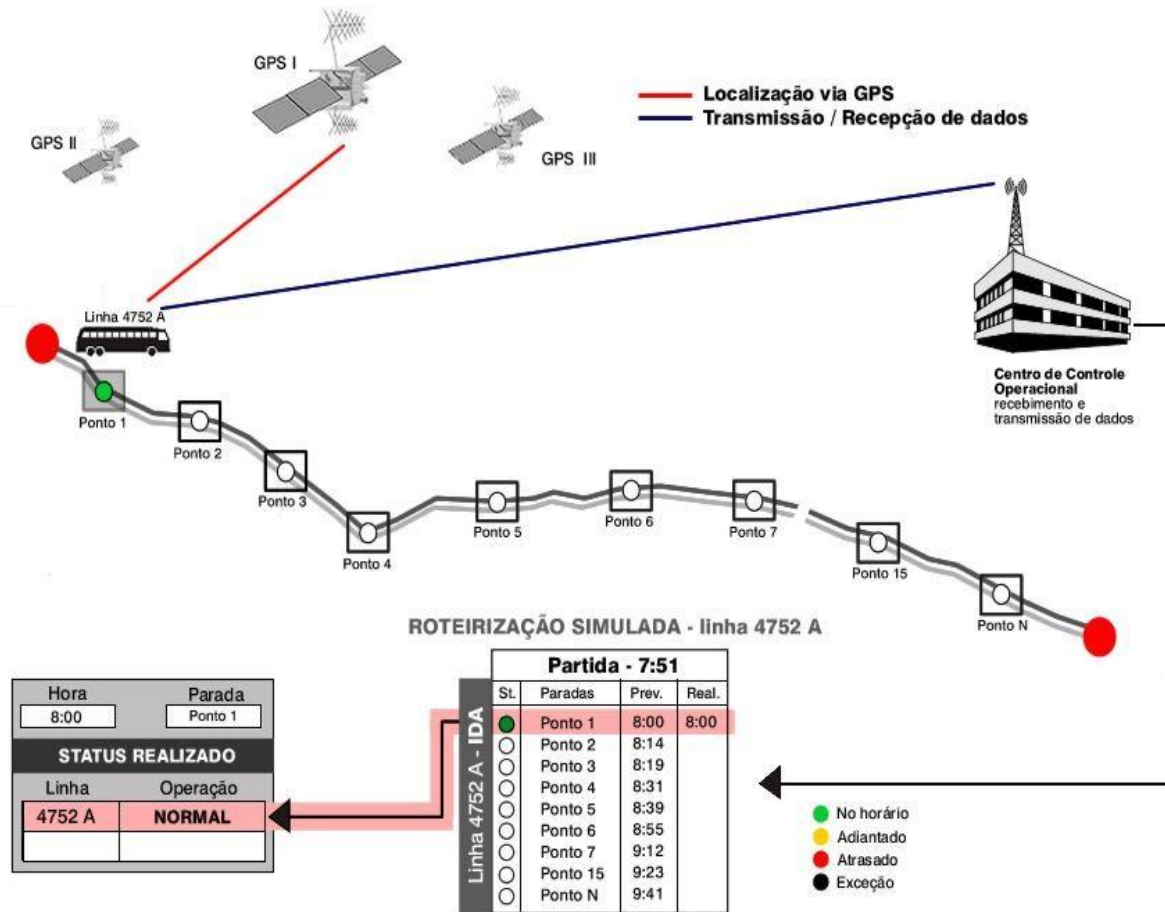 GPS I
GPS II
GPS III
Localização via GPS
Transmissão / Recepção de dados
Linha 4752 A
Centro de Controle
Operacional
recebimento e
transmissão de dados
Ponto 1
Ponto 2
Ponto 3
Ponto 4
Ponto 5
Ponto 6
Ponto 7
Ponto 15
Ponto N
ROTEIRIZAÇÃO SIMULADA - linha 4752 A
Hora Parada
8:00 Ponto 1
STATUS REALIZADO
Linha Operação
4752 A NORMAL
Linha 4752 A - IDA
Partida - 7:51
St. Paradas Prev. Real.
Ponto 1 8:00 8:00
Ponto 2 8:14
Ponto 3 8:19
Ponto 4 8:31
Ponto 5 8:39
Ponto 6 8:55
Ponto 7 9:12
Ponto 15 9:23
Ponto N 9:41
No horário
Adiantado
Atrasado
Exceção